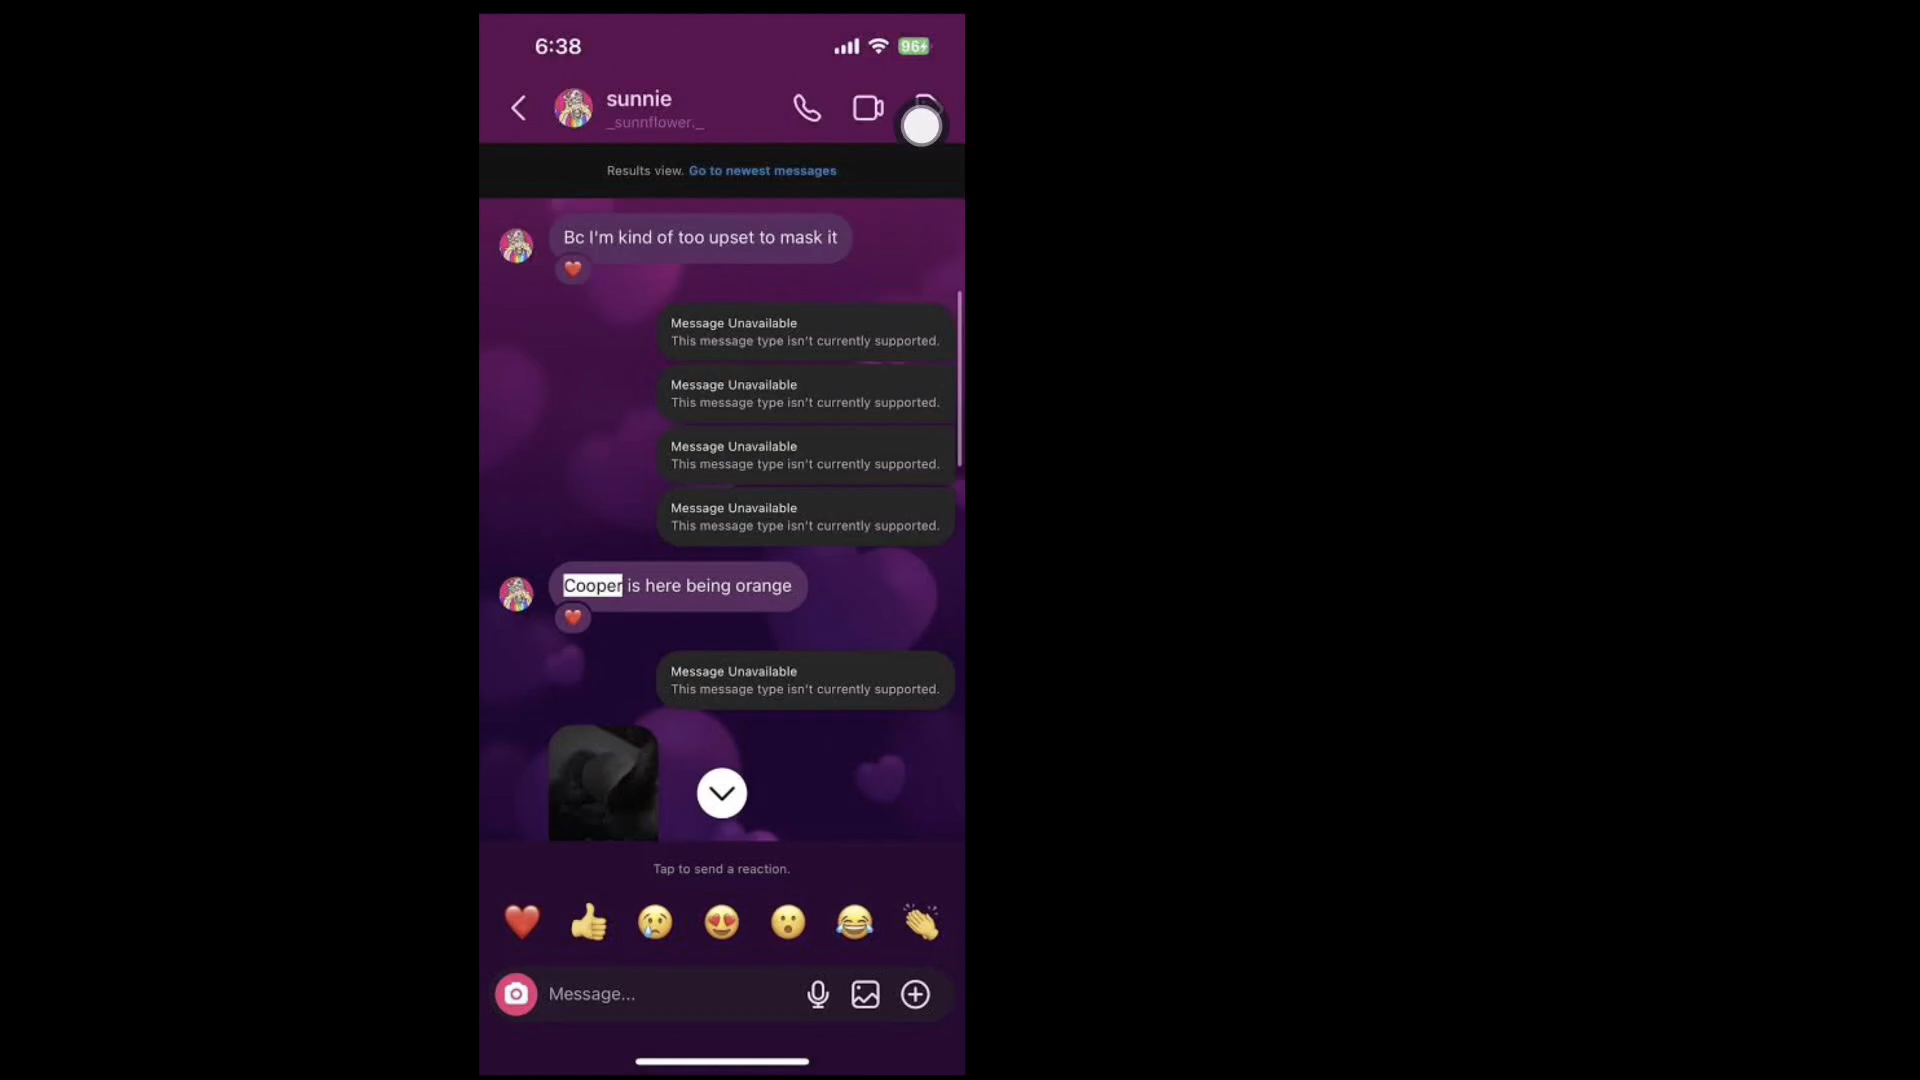 6:38
96
sunnie
_sunnflower._
Results view. Go to newest messages
Bc I'm kind of too upset to mask it
Message Unavailable
This message type isn't currently supported.
Message Unavailable
This message type isn't currently supported.
Message Unavailable
This message type isn't currently supported.
Message Unavailable
This message type isn't currently supported.
Cooper is here being orange
Message Unavailable
This message type isn't currently supported.
Tap to send a reaction.
Message...